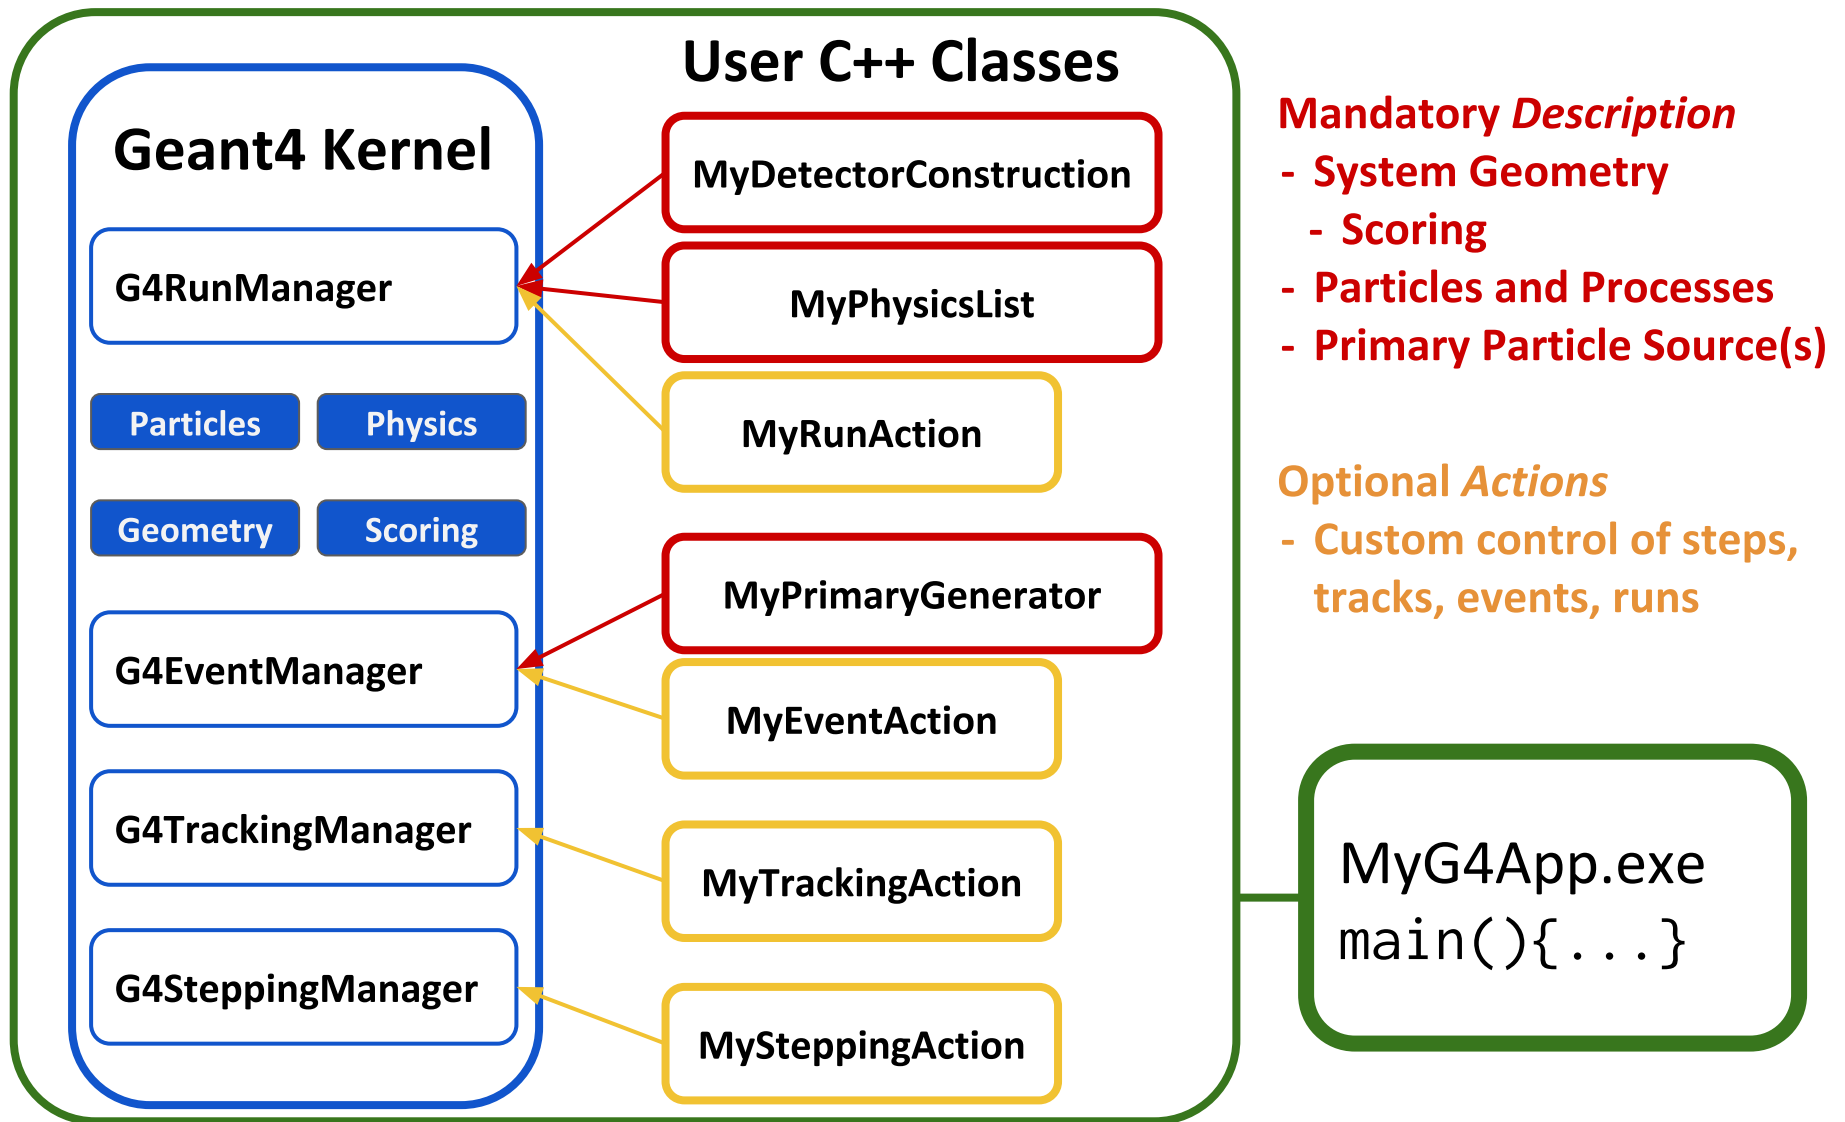 User C++ Classes
Geant4 Kernel
G4RunManager
Particles
Physics
Geometry
Scoring
G4EventManager
G4TrackingManager
G4SteppingManager
MyDetectorConstruction
MyPhysicsList
MyRunAction
MyPrimaryGenerator
MyEventAction
MyTrackingAction
MySteppingAction
Mandatory Description
- System Geometry
- Scoring
- Particles and Processes
- Primary Particle Source(s)
Optional Actions
- Custom control of steps,
tracks, events, runs
MyG4App.exe
main(){...}